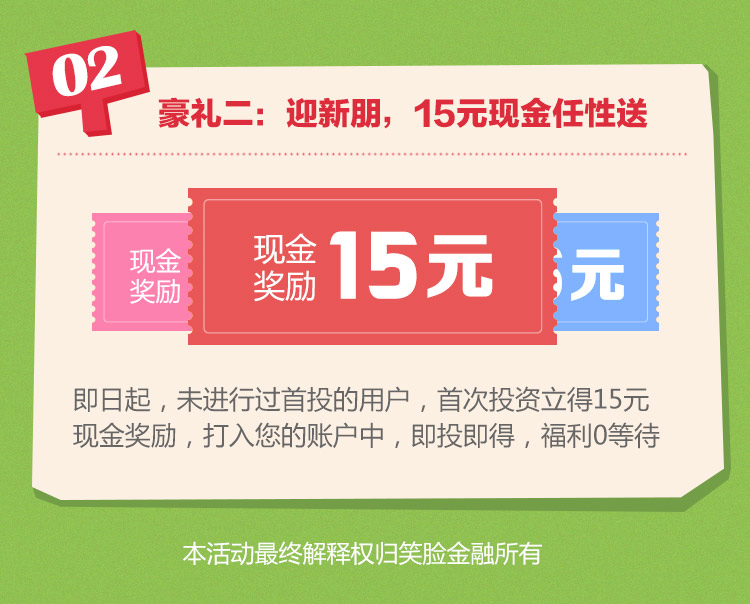 02
豪礼二：迎新朋，15元现金任性送
现金
奖励
15元
现金
奖励
元
即日起，未进行过首投的用户，首次投资立得15元
现金奖励，打入您的账户中，即投即得，福利0等待
本活动最终解释权归笑脸金融所有